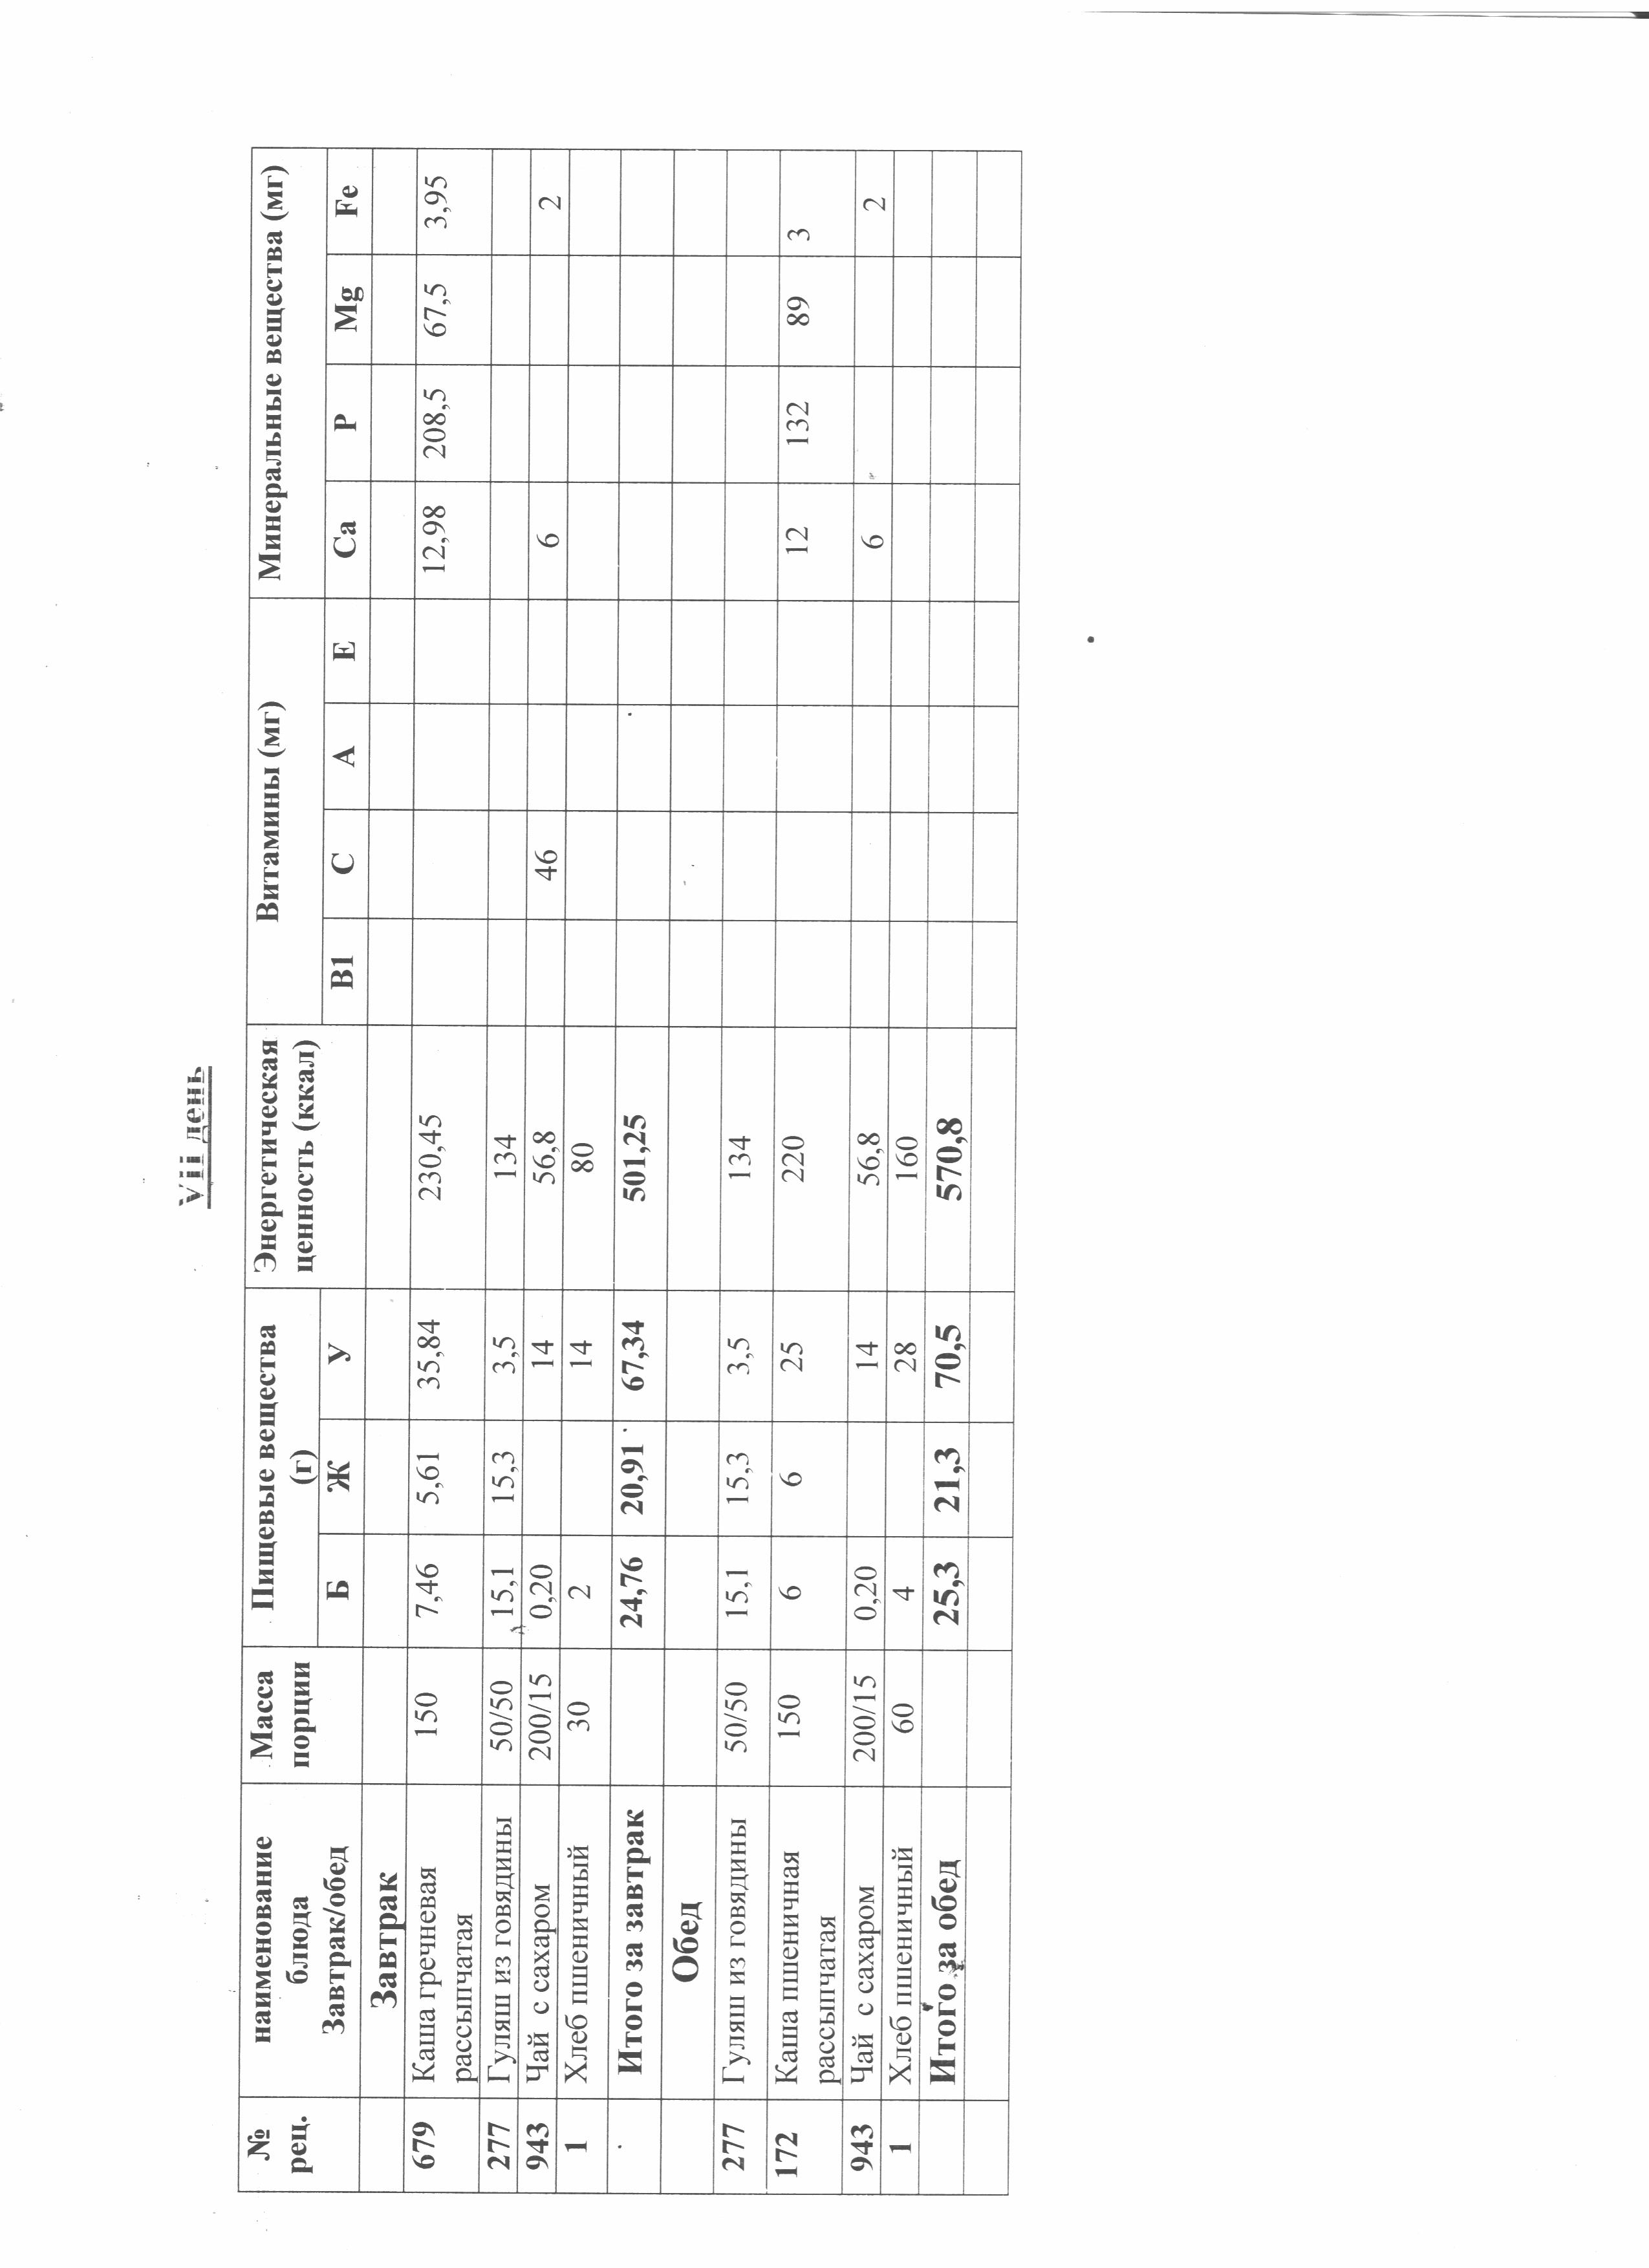 Vii день
№ рец. наименование блюда Завтрак/обед Масса порции Пищевые вещества (г) Энергетическая ценность (ккал) Витамины (мг) Минеральные вещества (мг)
Б Ж У В1 С А Е Са Р Mg Fe
Завтрак
679 Каша гречневая рассыпчатая 150 7,46 5,61 35,84 230,45 12,98 208,5 67,5 3,95
277 Гуляш из говядины 50/50 15,1 15,3 3,5 134
943 Чай с сахаром 200/15 0,20 14 56,8 46 6 2
1 Хлеб пшеничный 30 2 14 80
Итого за завтрак 24,76 20,91 67,34 501,25
Обед
277 Гуляш из говядины 50/50 15,1 15,3 3,5 134
172 Каша пшеничная рассыпчатая 150 6 6 25 220 12 132 89 3
943 Чай с сахаром 200/15 0,20 14 56,8 6 2
1 Хлеб пшеничный 60 4 28 160
Итого за обед 25,3 21,3 70,5 570,8